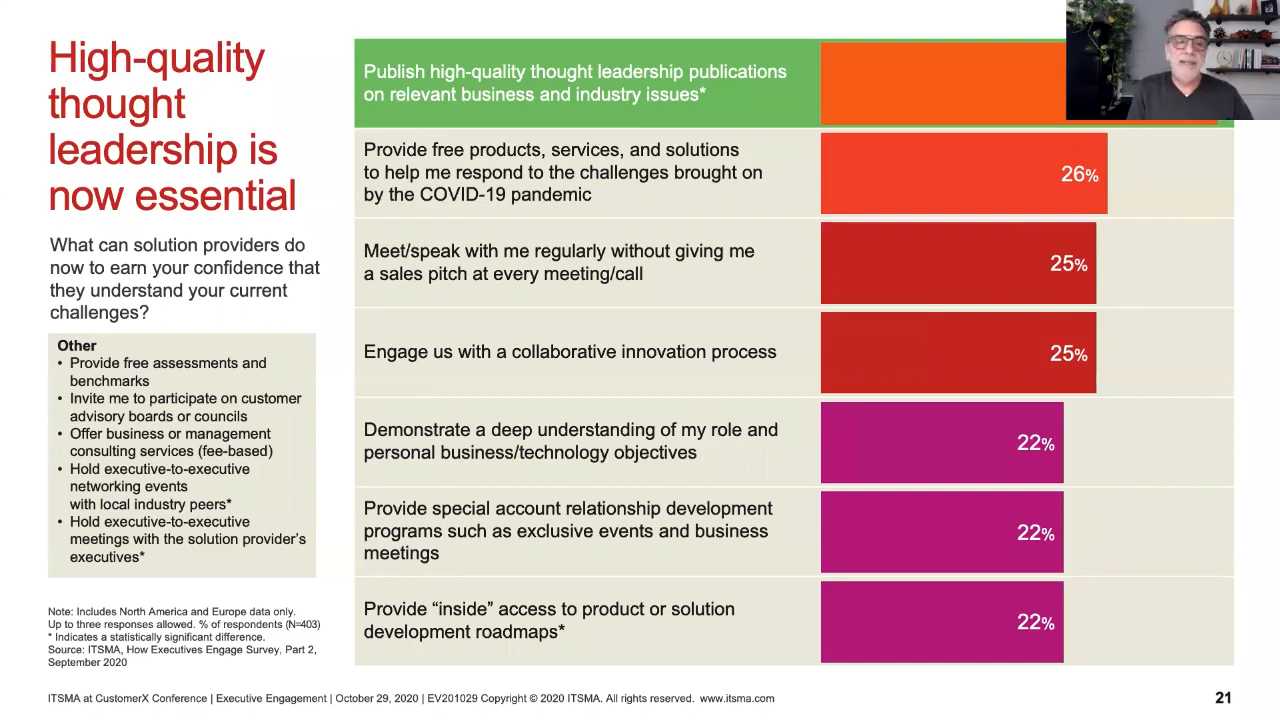 High-quality
thought
leadership is
now essential
What can solution providers do
now to earn your confidence that
they understand your current
challenges?
Other
• Provide free assessments and
benchmarks
• Invite me to participate on customer
advisory boards or councils
• Offer business or management
consulting services (fee-based)
• Hold executive-to-executive
networking events
with local industry peers*
• Hold executive-to-executive
meetings with the solution provider's
executives*
Note: Includes North America and Europe data only.
Up to three responses allowed. % of respondents (N=403)
* Indicates a statistically significant difference.
Source: ITSMA, How Executives Engage Survey, Part 2,
September 2020
Publish high-quality thought leadership publications
on relevant business and industry issues*
Provide free products, services, and solutions
to help me respond to the challenges brought on
by the COVID-19 pandemic
26%
Meet/speak with me regularly without giving me
a sales pitch at every meeting/call
25%
Engage us with a collaborative innovation process
25%
Demonstrate a deep understanding of my role and
personal business/technology objectives
22%
Provide special account relationship development
programs such as exclusive events and business
meetings
22%
Provide “inside” access to product or solution
development roadmaps*
22%
ITSMA at CustomerX Conference | Executive Engagement | October 29, 2020 | EV201029 Copyright © 2020 ITSMA. All rights reserved. www.itsma.com
21